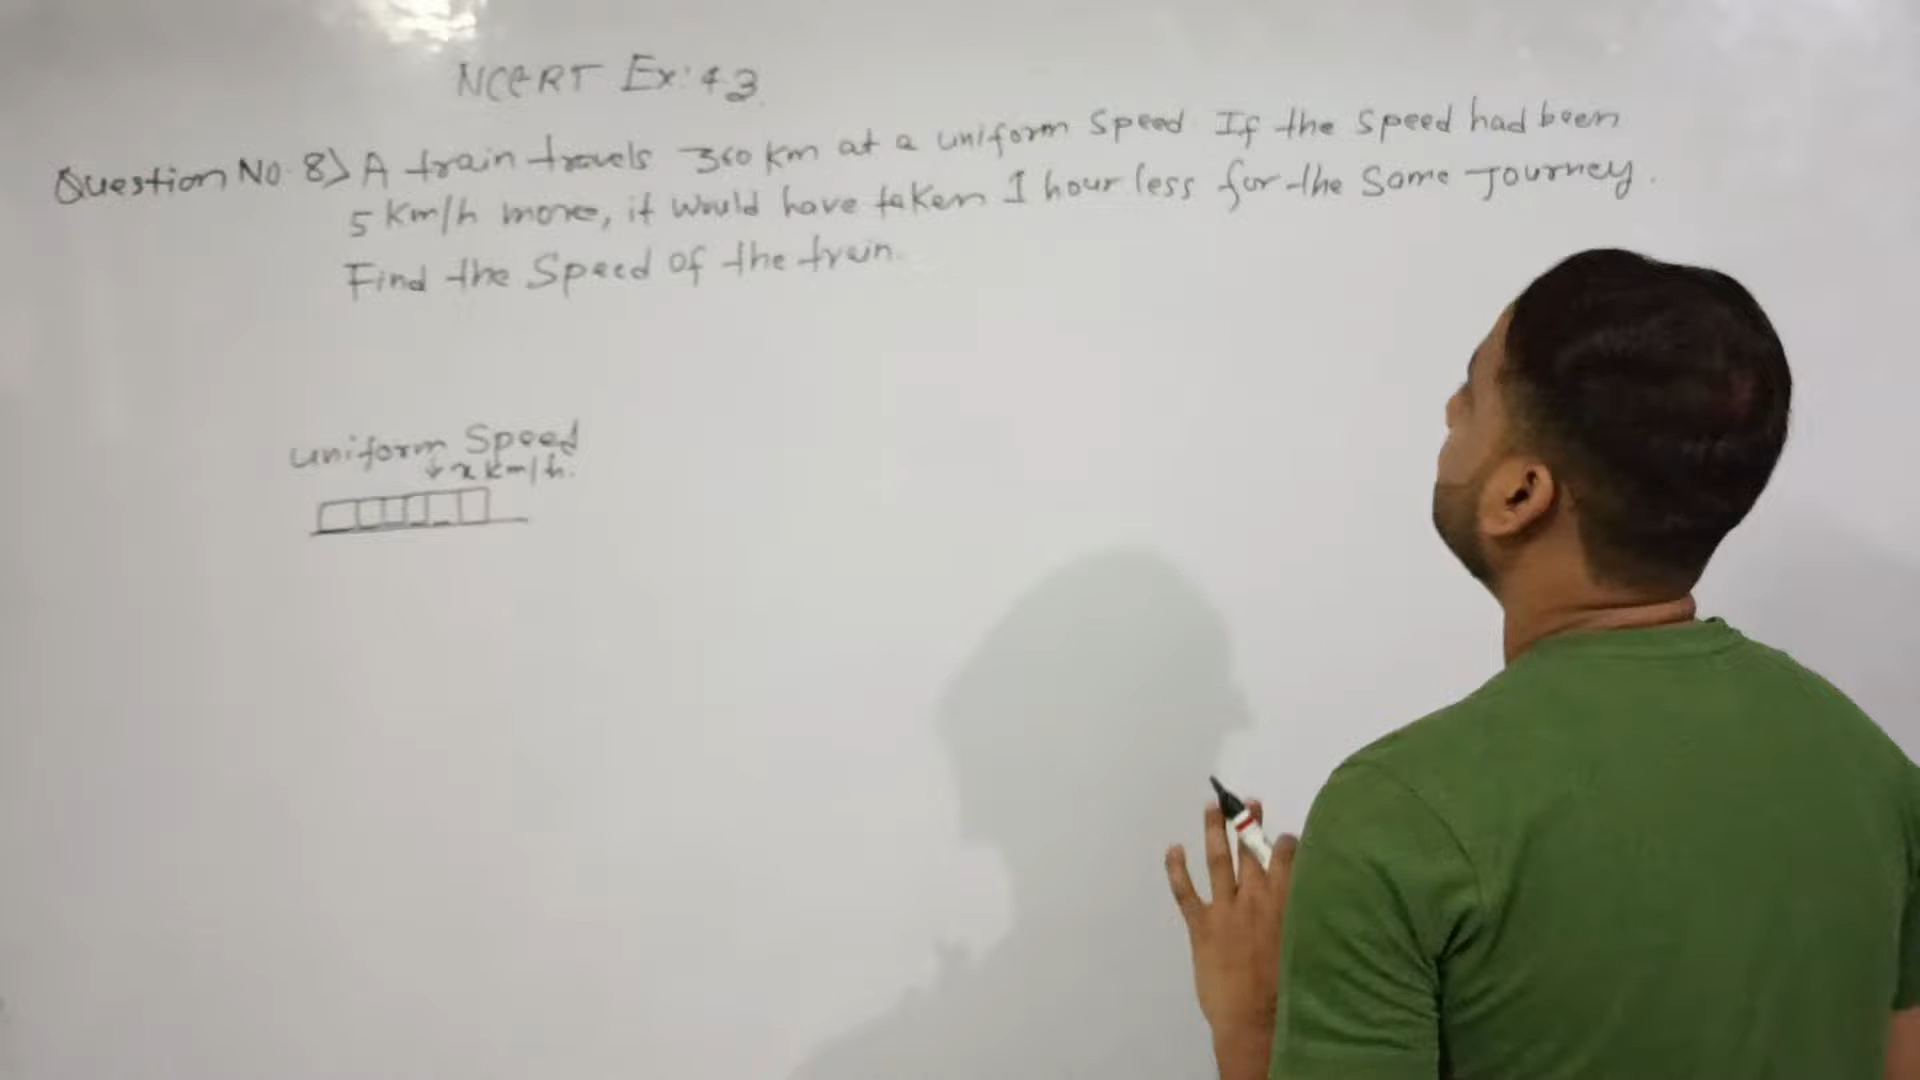 NCERT Ex: 4.3
Question No. 8) A train travels 360 km at a uniform speed. If the speed had been
5 km/h more, it would have taken 1 hour less for the same Journey.
Find the Speed of the train.
uniform Speed
↓ x km/h.